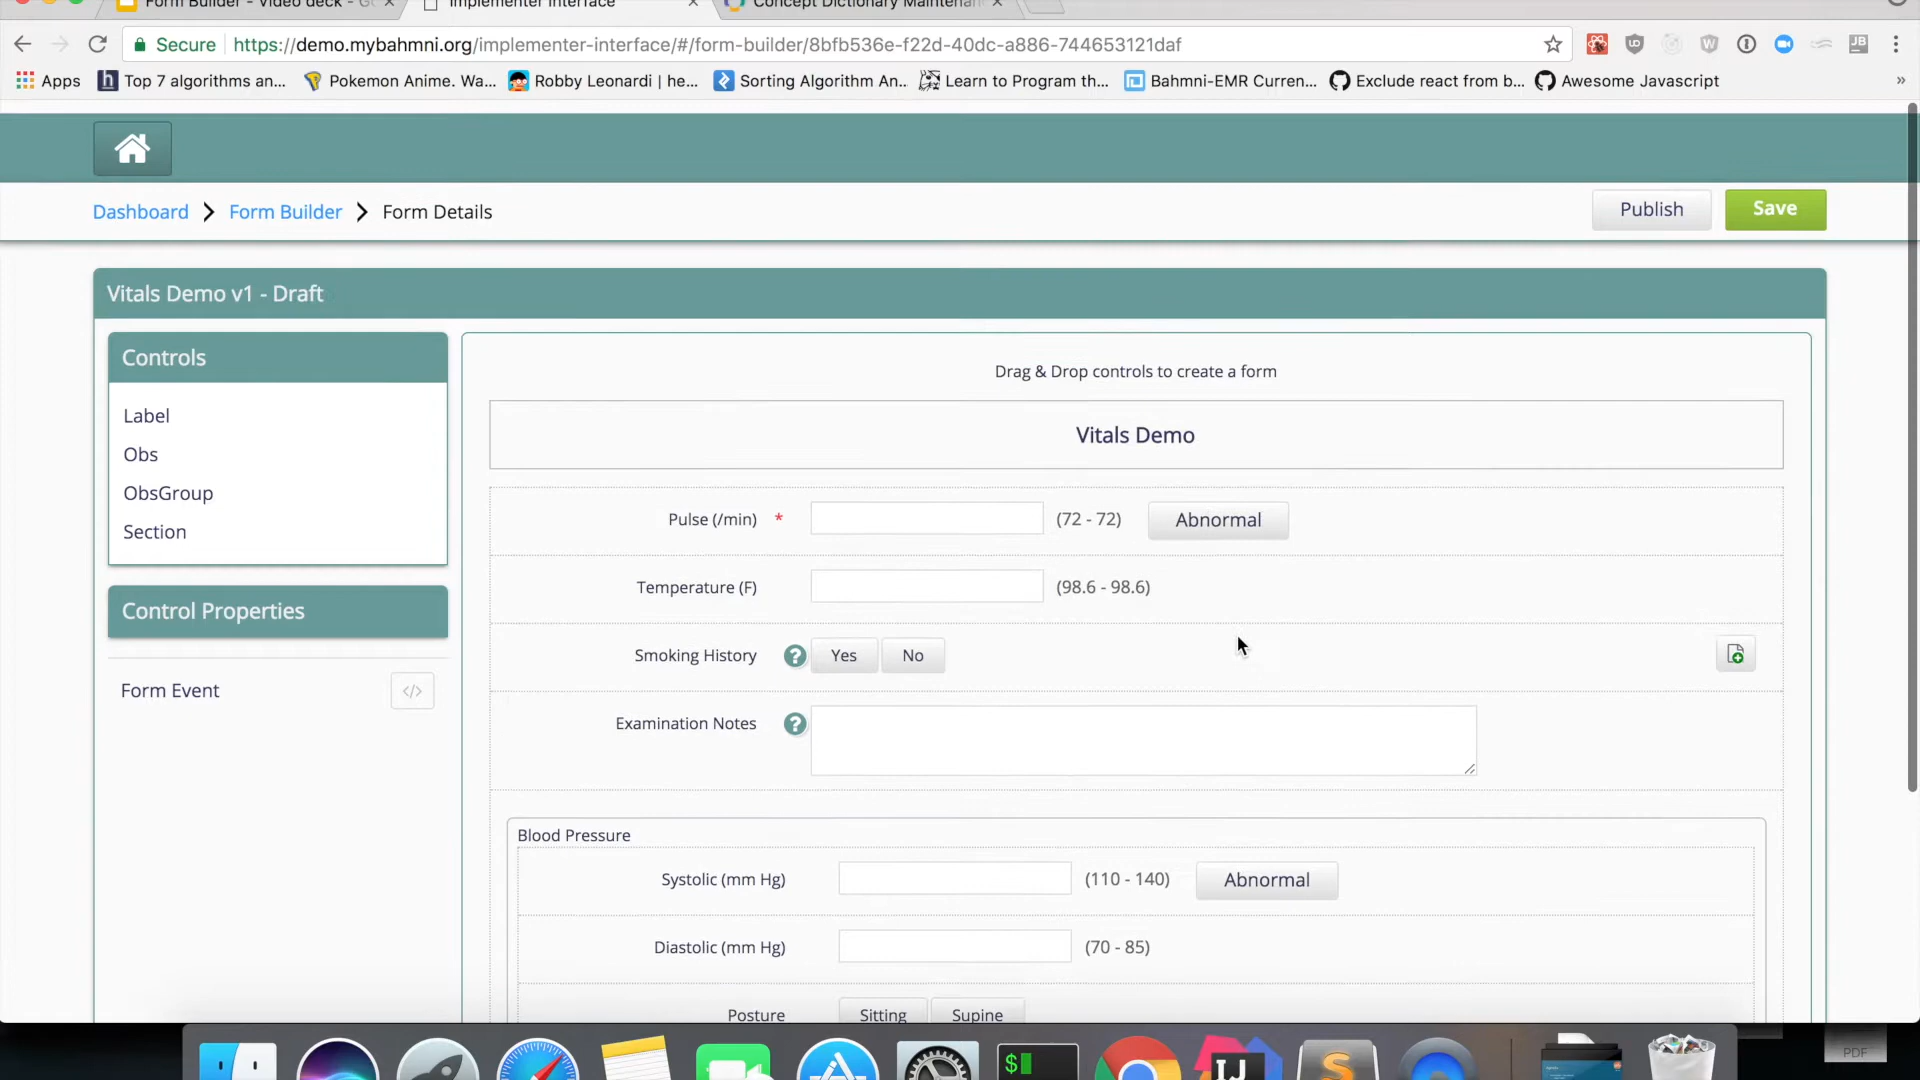 Form Builder - Video deck - Go
Implementer Interface
Concept Dictionary Maintenan
Secure https://demo.mybahmni.org/implementer-interface/#/form-builder/8bfb536e-f22d-40dc-a886-744653121daf
Apps Top 7 algorithms an... Pokemon Anime. Wa... Robby Leonardi | he... Sorting Algorithm An... Learn to Program th... Bahmni-EMR Curren... Exclude react from b... Awesome Javascript »
Dashboard Form Builder Form Details Publish Save
Vitals Demo v1 - Draft
Controls
Label
Obs
ObsGroup
Section
Control Properties
Form Event </>
Drag & Drop controls to create a form
Vitals Demo
Pulse (/min) * (72 - 72) Abnormal
Temperature (F) (98.6 - 98.6)
Smoking History ? Yes No
Examination Notes ?
Blood Pressure
Systolic (mm Hg) (110 - 140) Abnormal
Diastolic (mm Hg) (70 - 85)
Posture Sitting Supine
$
IJ
S
PDF